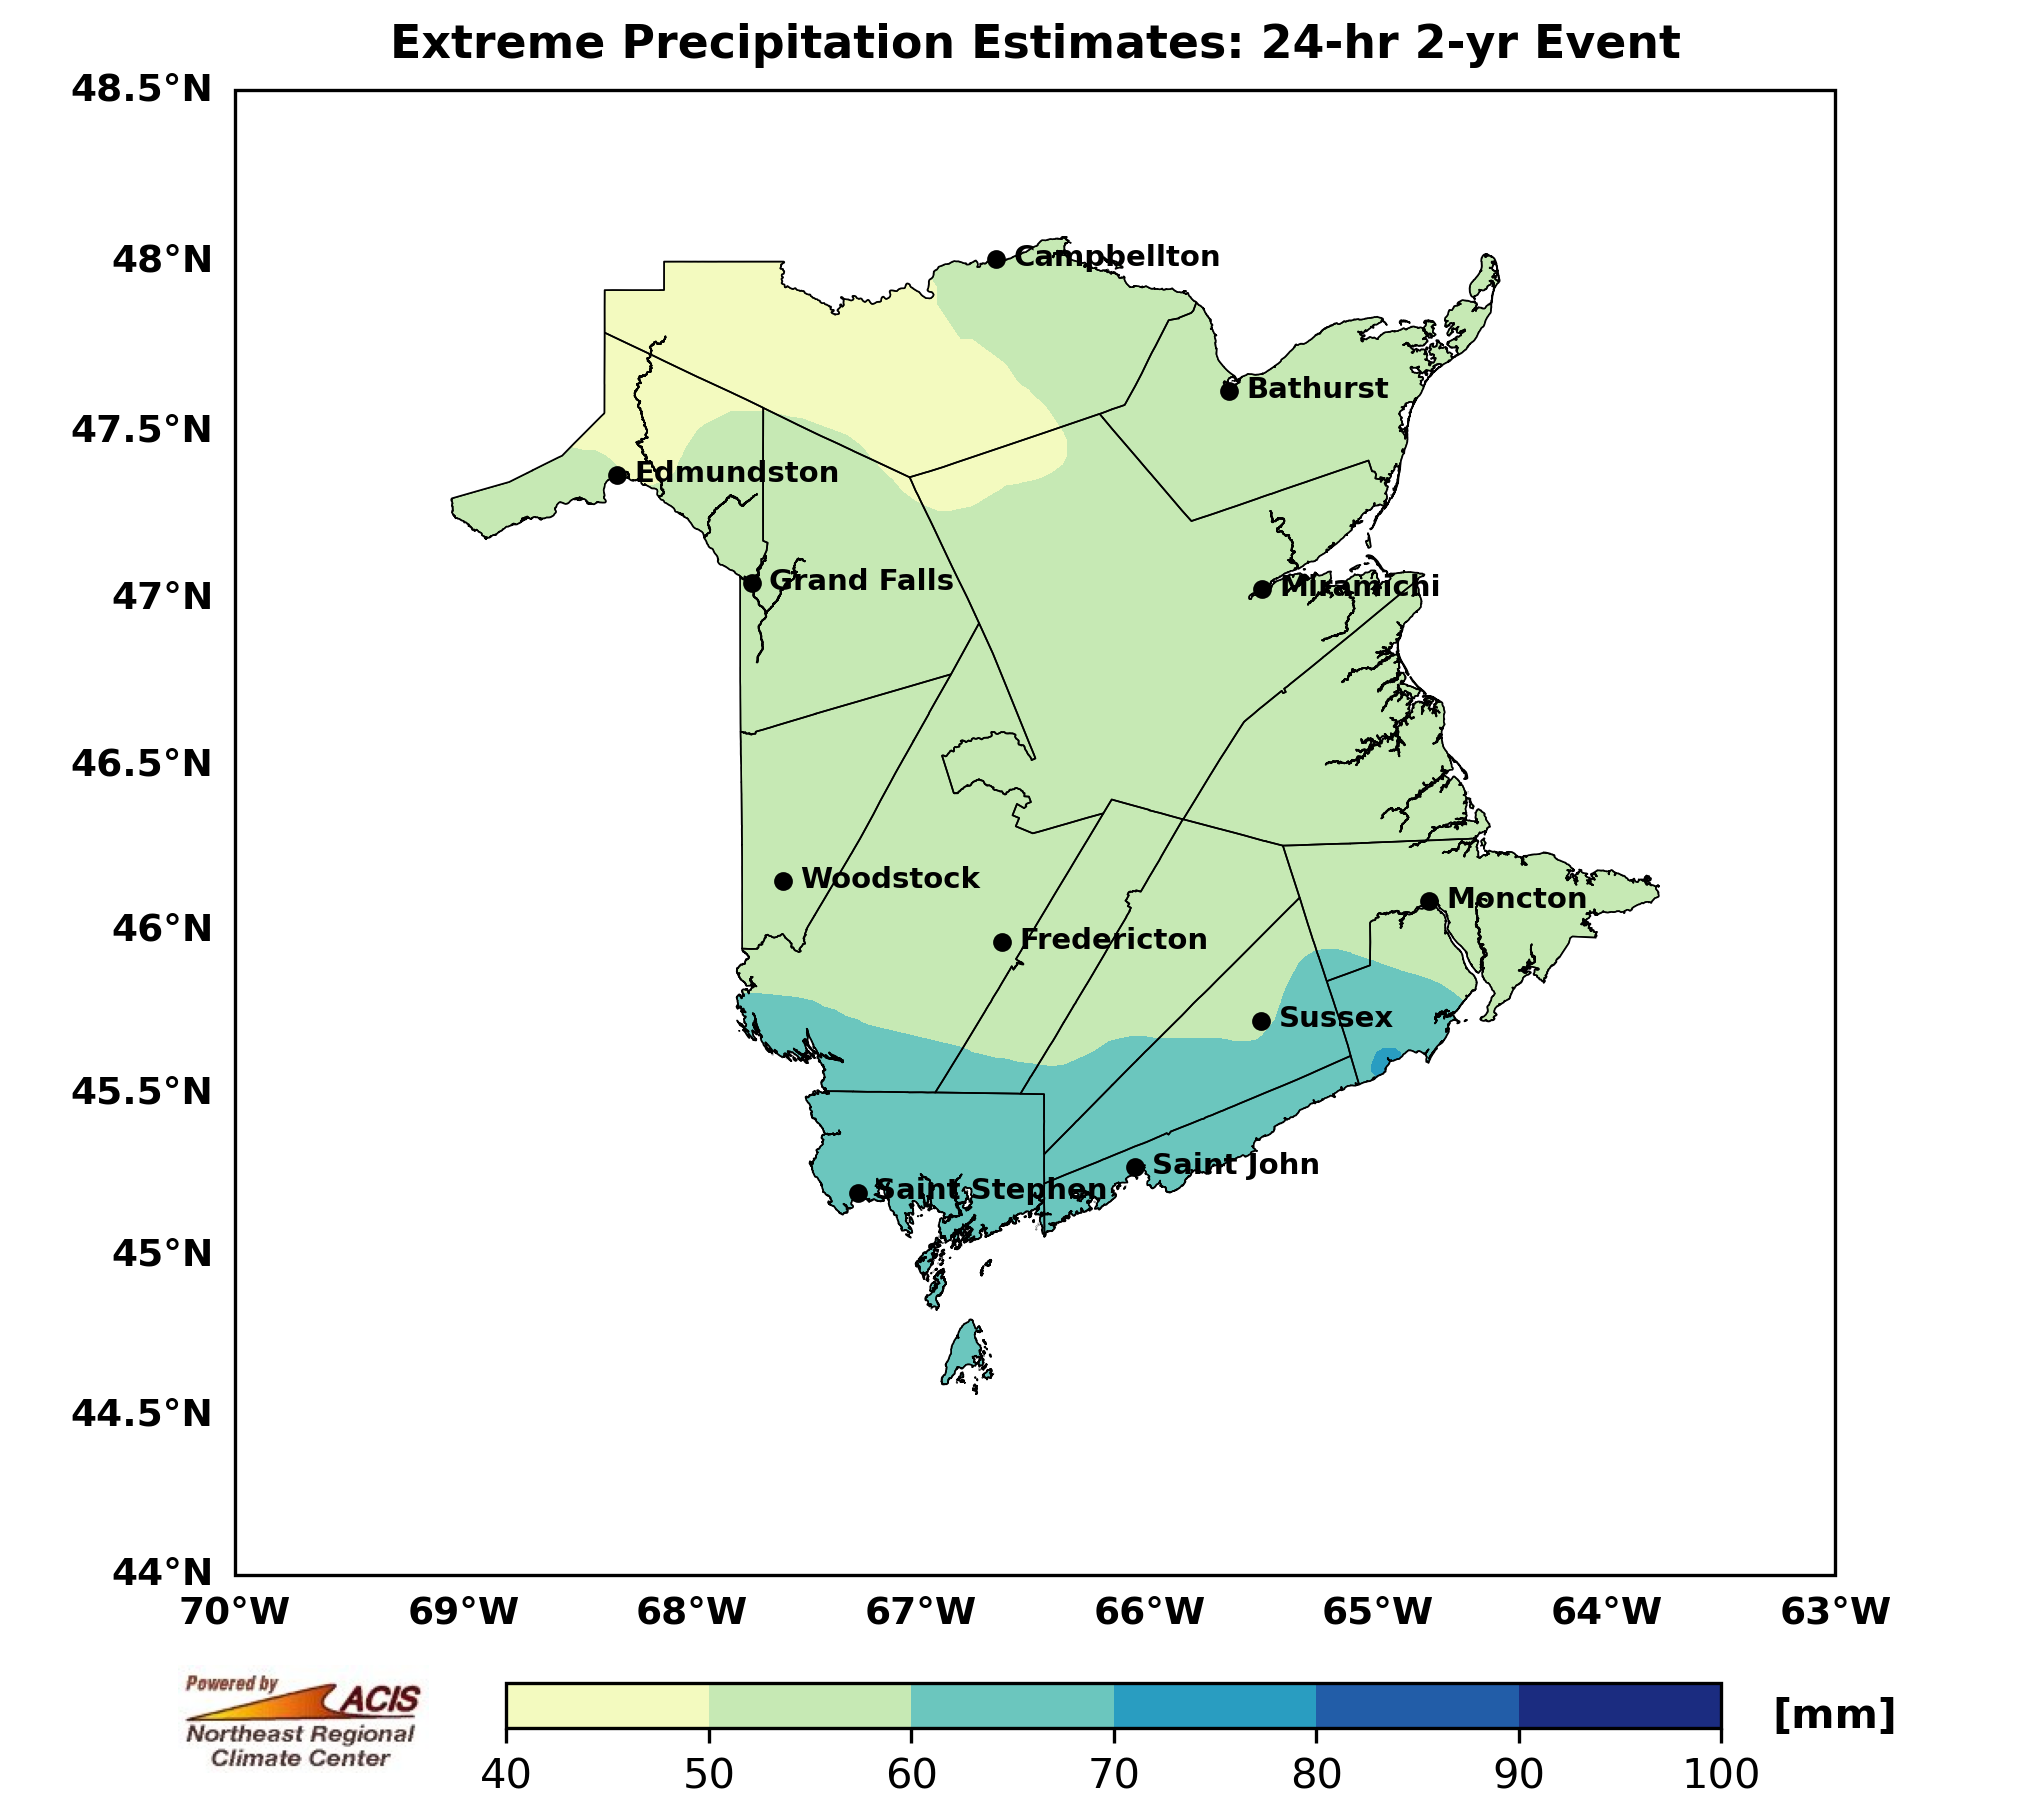 Extreme Precipitation Estimates: 24-hr 2-yr Event
48.5°N
48°N
47.5°N
47°N
46.5°N
46°N
45.5°N
45°N
44.5°N
44°N
Campbellton
Bathurst
Edmundston
Grand Falls
Miramichi
Woodstock
Moncton
Fredericton
Sussex
Saint John
Saint Stephen
70°W 69°W 68°W 67°W 66°W 65°W 64°W 63°W
Powered by
ACIS
Northeast Regional
Climate Center
[mm]
40 50 60 70 80 90 100